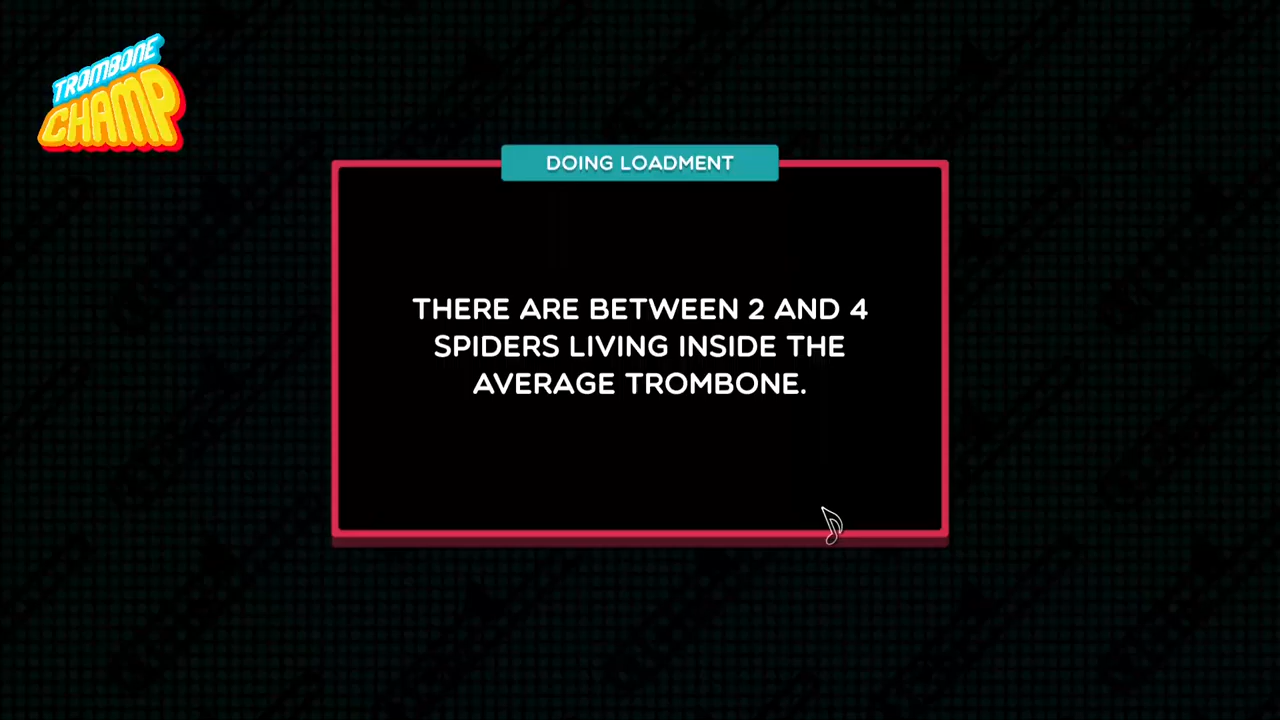 TROMBONE
CHAMP
DOING LOADMENT
THERE ARE BETWEEN 2 AND 4
SPIDERS LIVING INSIDE THE
AVERAGE TROMBONE.